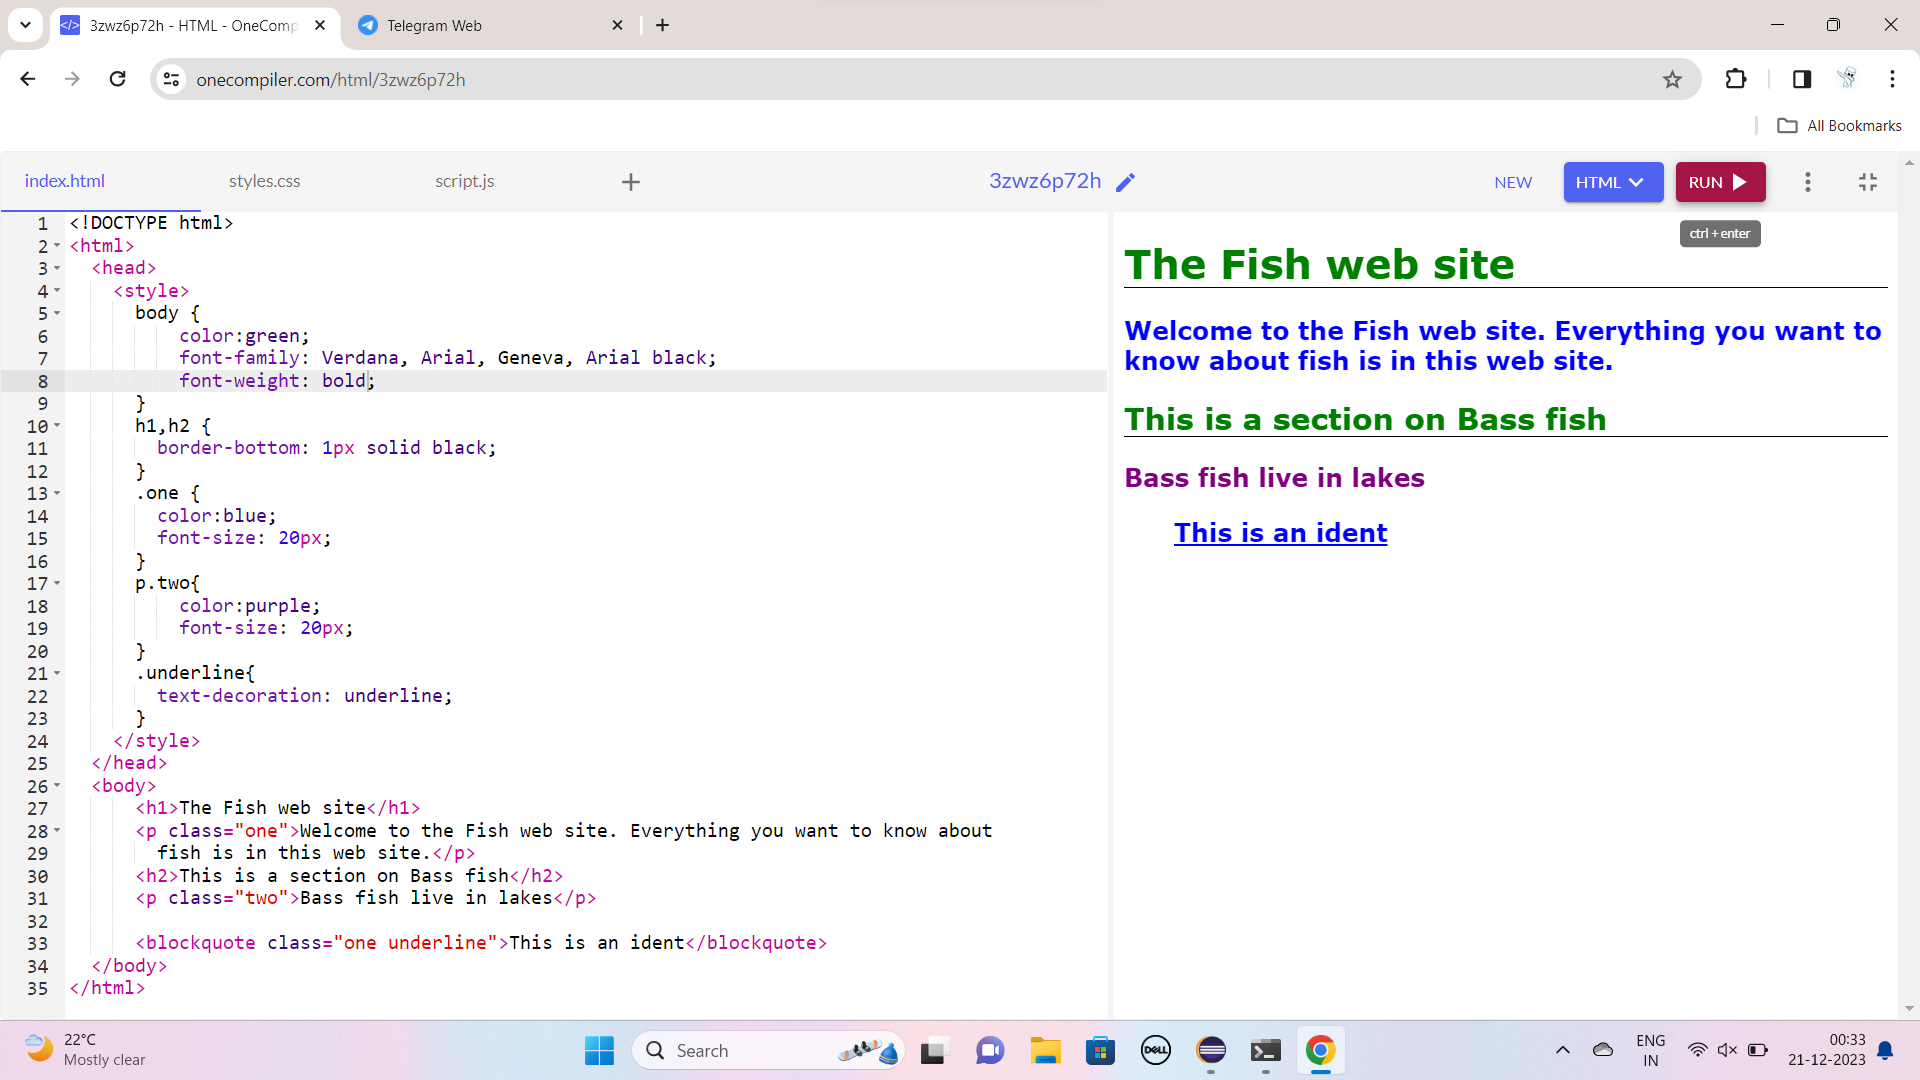 3zwz6p72h - HTML - OneComp
Telegram Web
onecompiler.com/html/3zwz6p72h
All Bookmarks
index.html
styles.css
script.js
3zwz6p72h
NEW
HTML
RUN
ctrl + enter
1 <!DOCTYPE html>
2 <html>
3 <head>
4 <style>
5 body {
6 color:green;
7 font-family: Verdana, Arial, Geneva, Arial black;
8 font-weight: bold;
9 }
10 h1,h2 {
11 border-bottom: 1px solid black;
12 }
13 .one {
14 color:blue;
15 font-size: 20px;
16 }
17 p.two{
18 color:purple;
19 font-size: 20px;
20 }
21 .underline{
22 text-decoration: underline;
23 }
24 </style>
25 </head>
26 <body>
27 <h1>The Fish web site</h1>
28 <p class="one">Welcome to the Fish web site. Everything you want to know about
29 fish is in this web site.</p>
30 <h2>This is a section on Bass fish</h2>
31 <p class="two">Bass fish live in lakes</p>
32
33 <blockquote class="one underline">This is an ident</blockquote>
34 </body>
35 </html>
The Fish web site
Welcome to the Fish web site. Everything you want to
know about fish is in this web site.
This is a section on Bass fish
Bass fish live in lakes
This is an ident
22°C
Mostly clear
Search
DELL
ENG
IN
00:33
21-12-2023